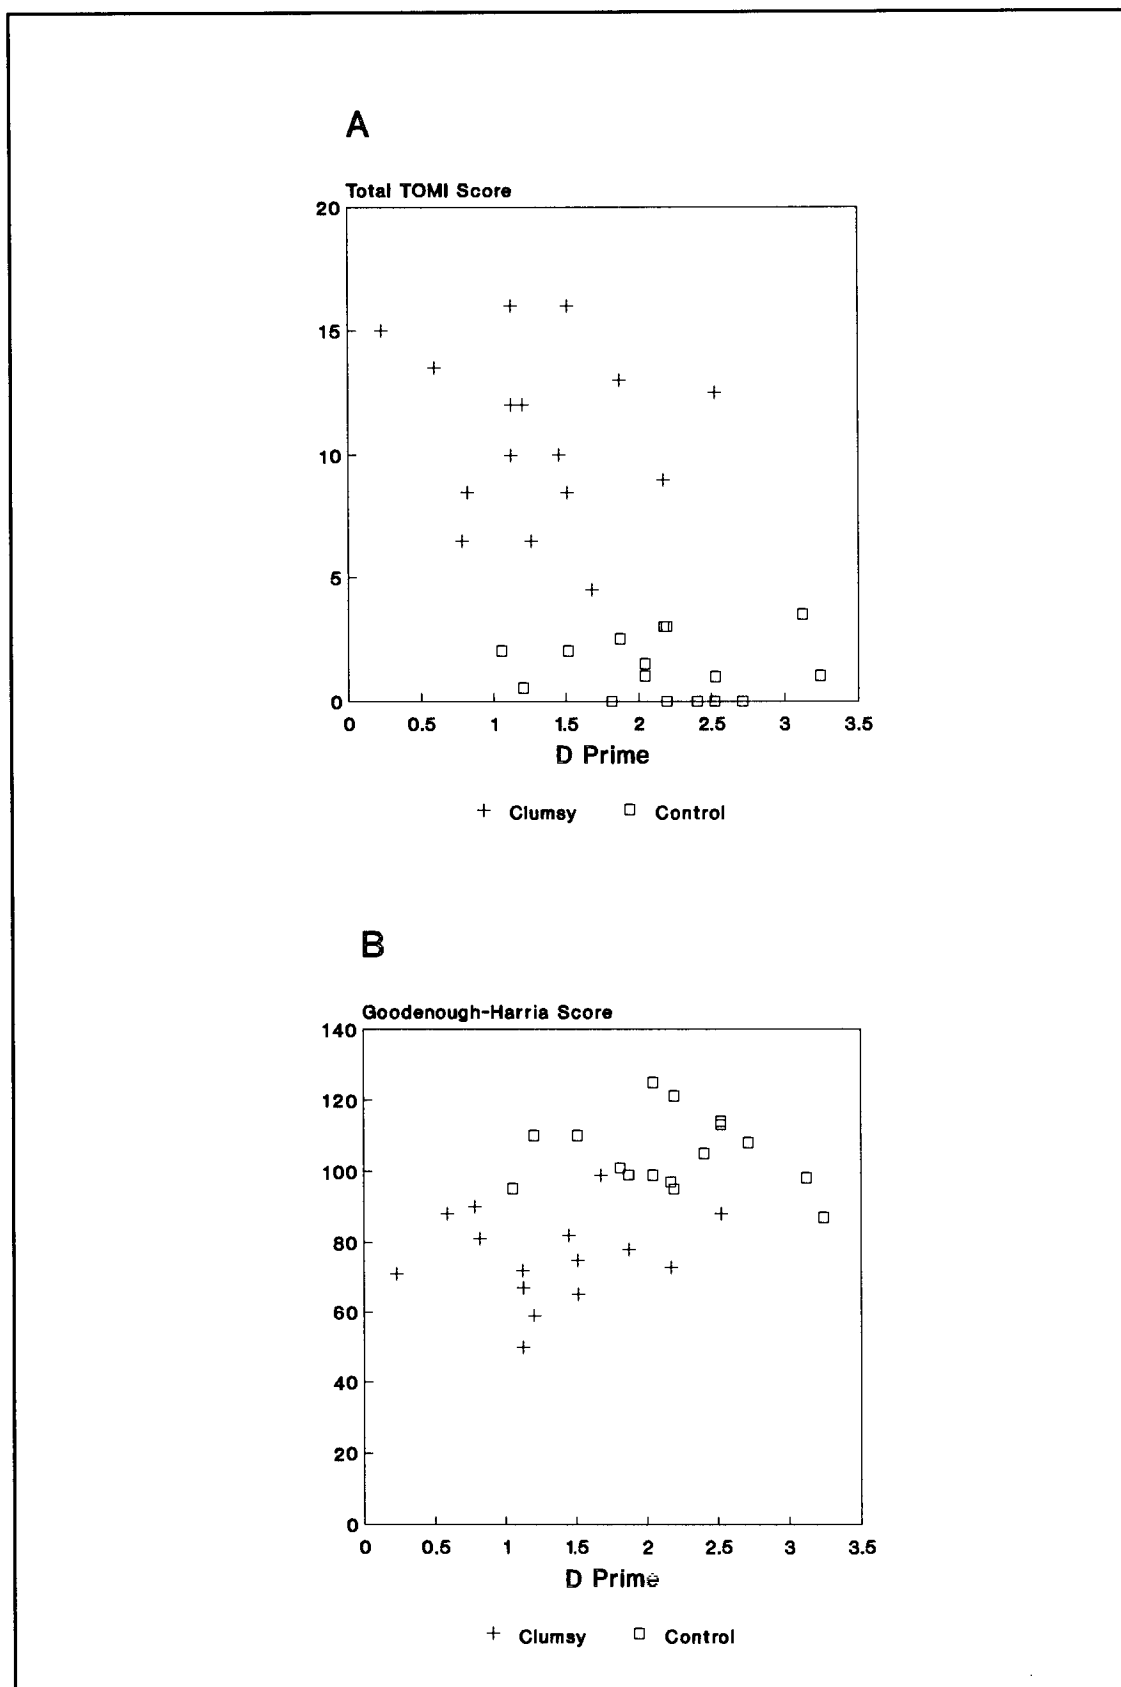 A
Total TOMI Score
20
15
10
5
0
0 0.5 1 1.5 2 2.5 3 3.5
D Prime
+ Clumsy □ Control
B
Goodenough-Harria Score
140
120
100
80
60
40
20
0
0 0.5 1 1.5 2 2.5 3 3.5
D Prime
+ Clumsy □ Control